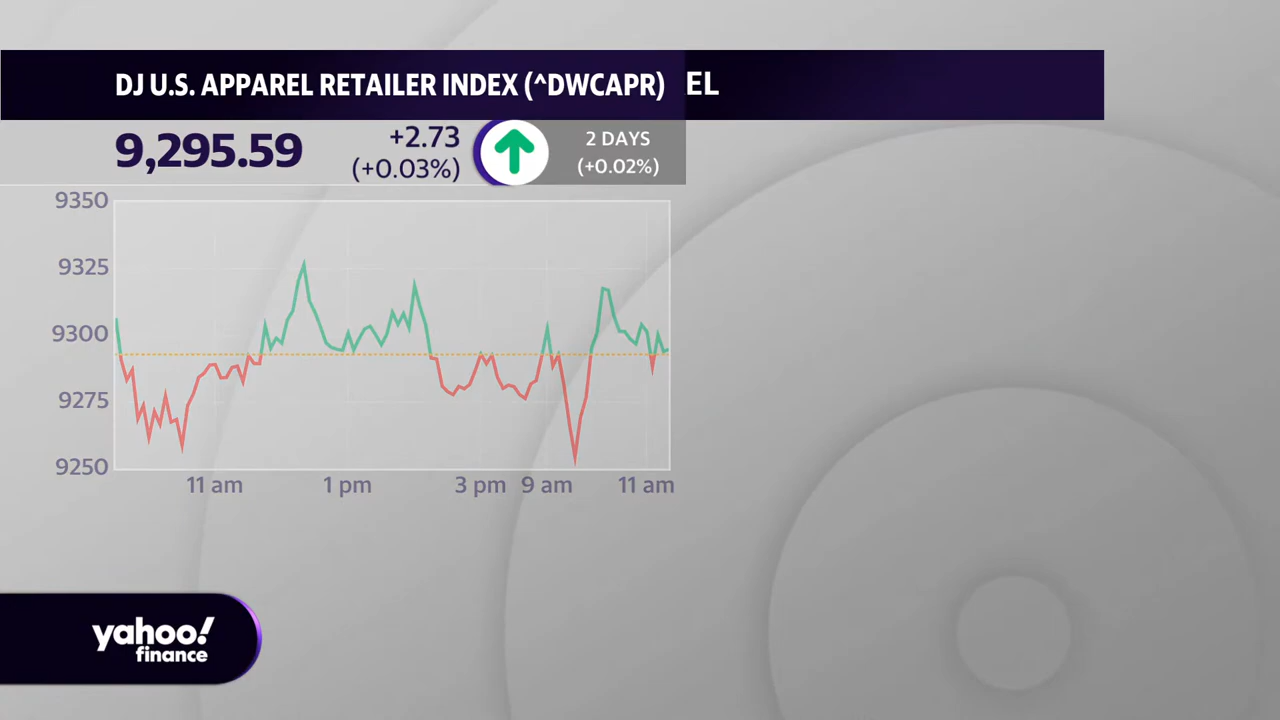 DJ U.S. APPAREL RETAILER INDEX (^DWCAPR) EL
9,295.59
+2.73
(+0.03%)
2 DAYS
(+0.02%)
9350
9325
9300
9275
9250
11 am 1 pm 3 pm 9 am 11 am
yahoo!
finance